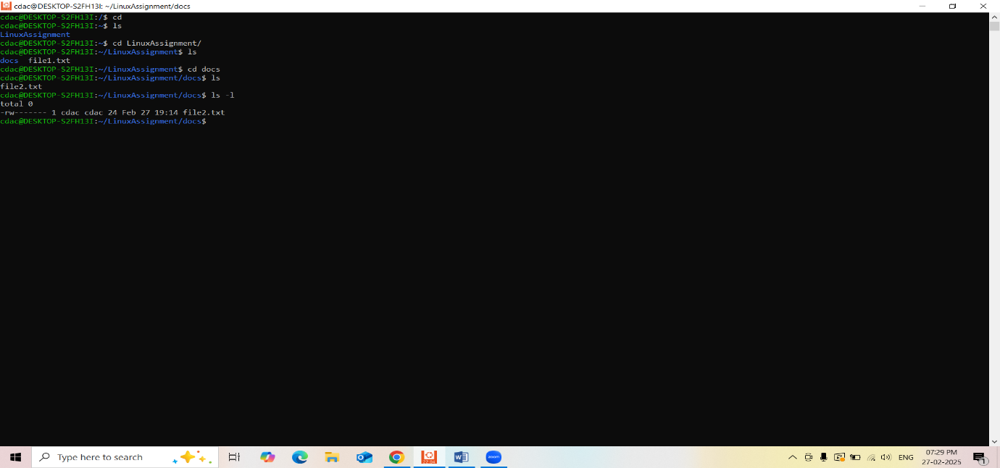 cdac@DESKTOP-S2FH13I: ~/LinuxAssignment/docs
cdac@DESKTOP-S2FH13I:/$ cd
cdac@DESKTOP-S2FH13I:~$ ls
LinuxAssignment
cdac@DESKTOP-S2FH13I:~$ cd LinuxAssignment/
cdac@DESKTOP-S2FH13I:~/LinuxAssignment$ ls
docs  file1.txt
cdac@DESKTOP-S2FH13I:~/LinuxAssignment$ cd docs
cdac@DESKTOP-S2FH13I:~/LinuxAssignment/docs$ ls
file2.txt
cdac@DESKTOP-S2FH13I:~/LinuxAssignment/docs$ ls -l
total 0
-rw------- 1 cdac cdac 24 Feb 27 19:14 file2.txt
cdac@DESKTOP-S2FH13I:~/LinuxAssignment/docs$
Type here to search
22.04
zoom
ENG
07:29 PM
27-02-2025
1